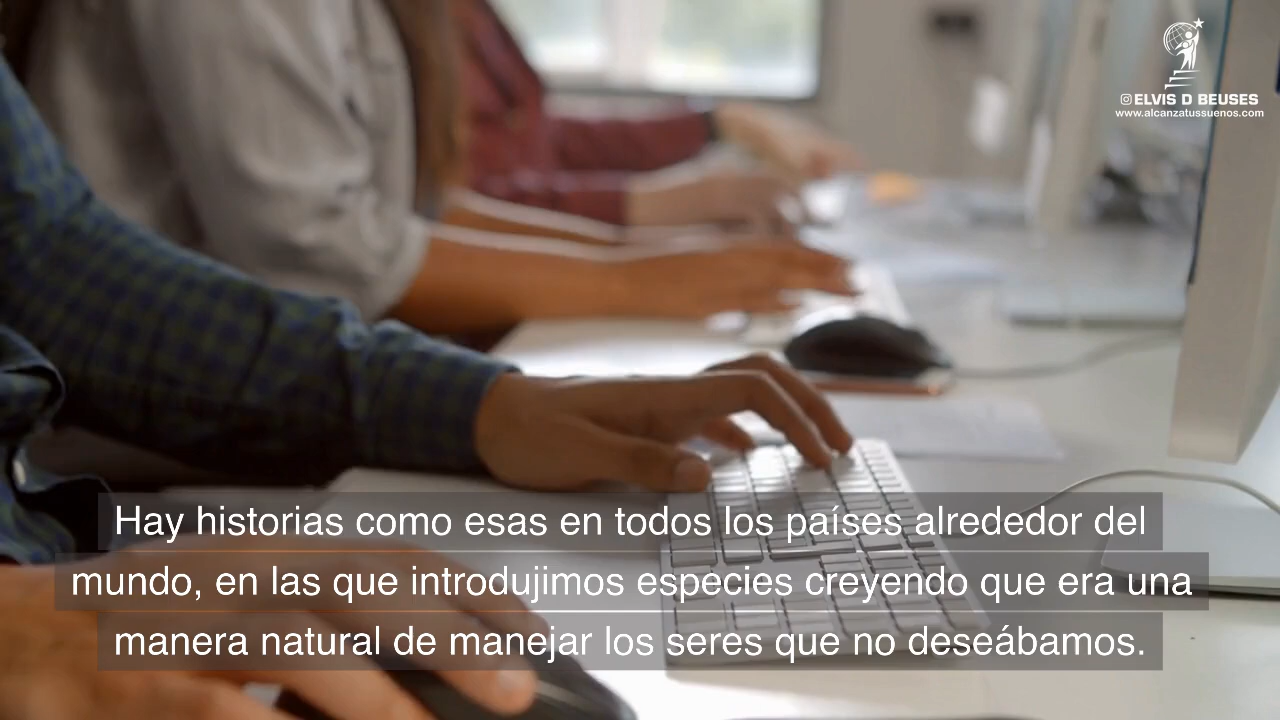 ELVIS D BEUSES
www.alcanzatussuenos.com
Hay historias como esas en todos los países alrededor del
mundo, en las que introdujimos especies creyendo que era una
manera natural de manejar los seres que no deseábamos.